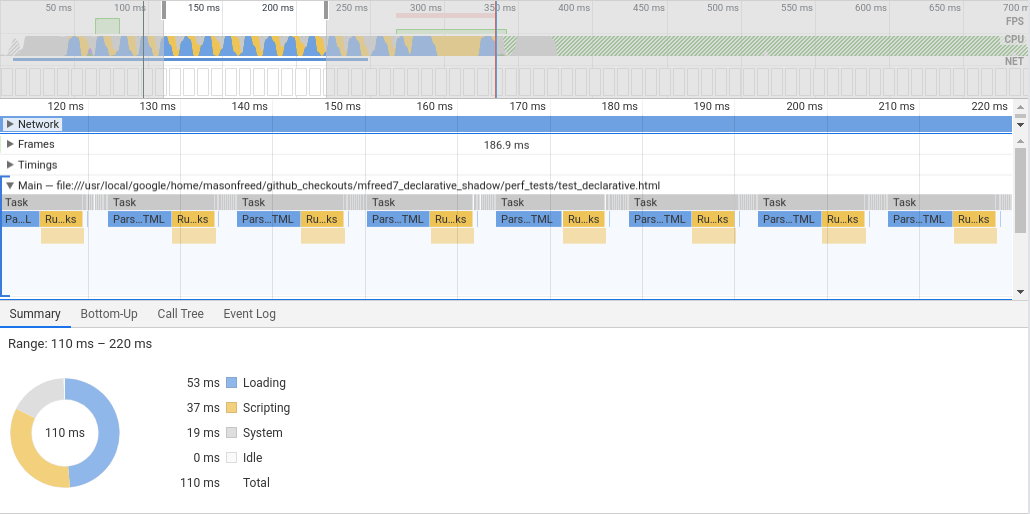 50 ms 100 ms 150 ms 200 ms 250 ms 300 ms 350 ms 400 ms 450 ms 500 ms 550 ms 600 ms 650 ms 700 m
FPS
CPU
NET
120 ms 130 ms 140 ms 150 ms 160 ms 170 ms 180 ms 190 ms 200 ms 210 ms 220 ms
Network
Frames 186.9 ms
Timings
Main — file:///usr/local/google/home/masonfreed/github_checkouts/mfreed7_declarative_shadow/perf_tests/test_declarative.html
Task Task Task Task Task Task Task Task
Pa…L Ru…ks Pars…TML Ru…ks Pars…TML Ru…ks Pars…TML Ru…ks Pars…TML Ru…ks Pars…TML Ru…ks Pars…TML Ru…ks Pars…TML Ru…ks
Summary Bottom-Up Call Tree Event Log
Range: 110 ms – 220 ms
53 ms Loading
37 ms Scripting
110 ms 19 ms System
0 ms Idle
110 ms Total